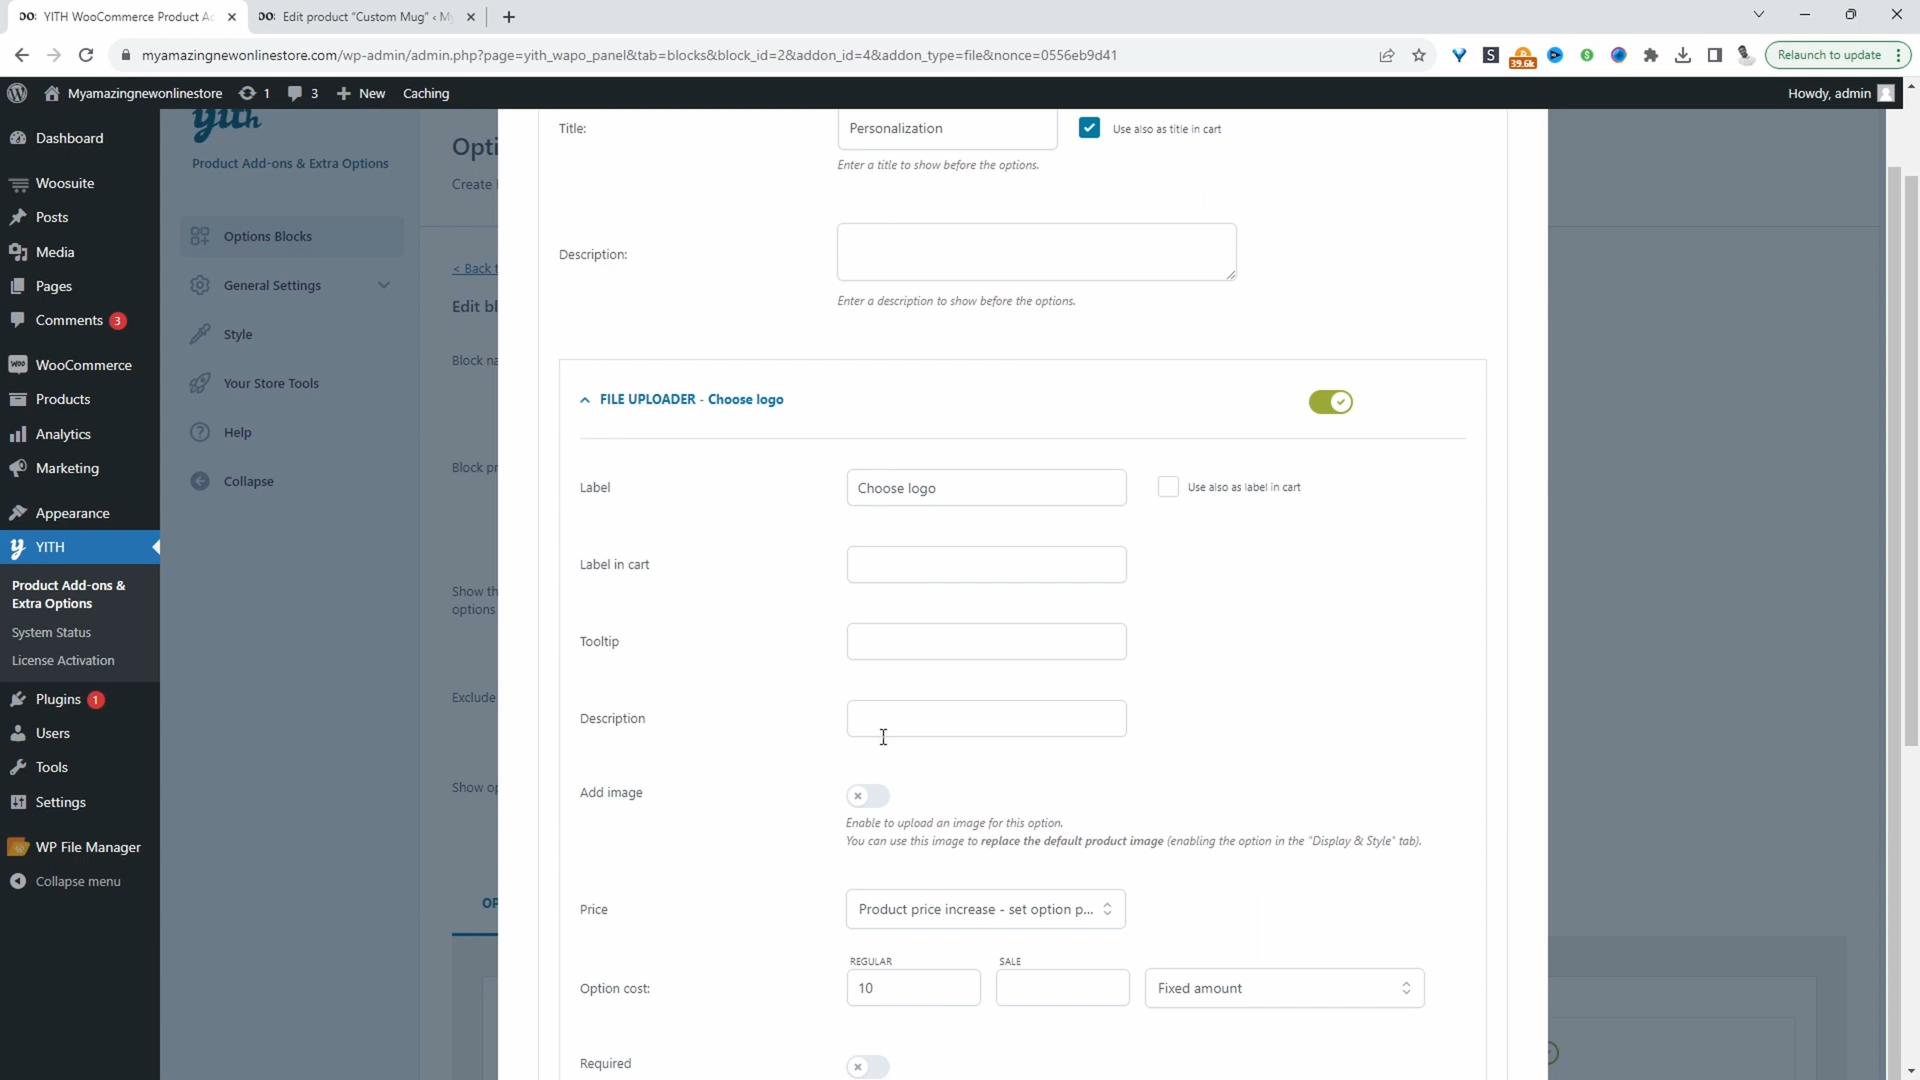 YITH WooCommerce Product Ac
Edit product “Custom Mug” ‹ My
myamazingnewonlinestore.com/wp-admin/admin.php?page=yith_wapo_panel&tab=blocks&block_id=2&addon_id=4&addon_type=file&nonce=0556eb9d41
39.6k
Relaunch to update
Myamazingnewonlinestore
1
3
New
Caching
Howdy, admin
Dashboard
Woosuite
Posts
Media
Pages
Comments 3
WooCommerce
Products
Analytics
Marketing
Appearance
YITH
Product Add-ons &
Extra Options
System Status
License Activation
Plugins 1
Users
Tools
Settings
WP File Manager
Collapse menu
yith
Product Add-ons & Extra Options
Options Blocks
General Settings
Style
Your Store Tools
Help
Collapse
Opti
Create
< Back t
Edit bl
Block na
Block pr
Show th
options
Exclude
Show op
OP
Title:
Personalization
Use also as title in cart
Enter a title to show before the options.
Description:
Enter a description to show before the options.
FILE UPLOADER - Choose logo
Label
Choose logo
Use also as label in cart
Label in cart
Tooltip
Description
Add image
Enable to upload an image for this option.
You can use this image to replace the default product image (enabling the option in the "Display & Style" tab).
Price
Product price increase - set option p...
REGULAR
SALE
Option cost:
10
Fixed amount
Required